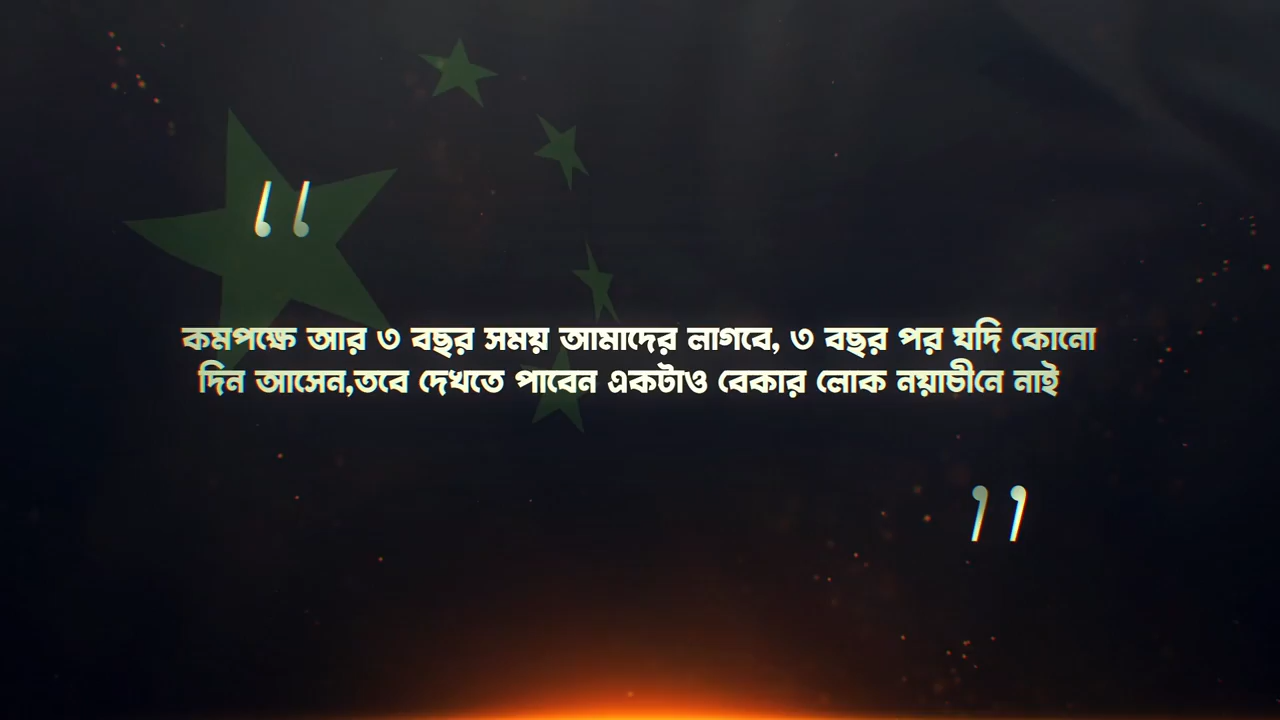 “
কমপক্ষে আর ৩ বছর সময় আমাদের লাগবে, ৩ বছর পর যদি কোনো
দিন আসেন,তবে দেখতে পাবেন একটাও বেকার লোক নয়াচীনে নাই
”